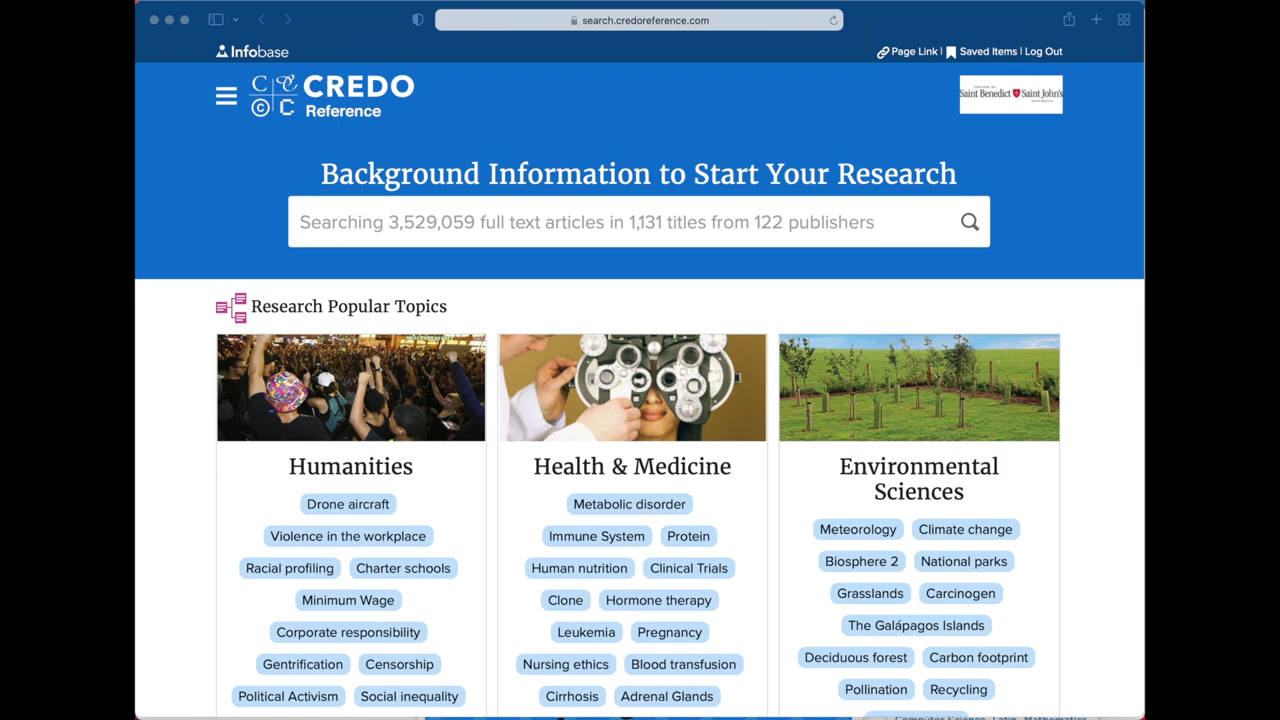 search.credoreference.com
Infobase
Page Link | Saved Items | Log Out
CREDO
Reference
Saint Benedict Saint John's
Background Information to Start Your Research
Searching 3,529,059 full text articles in 1,131 titles from 122 publishers
Research Popular Topics
Humanities
Drone aircraft
Violence in the workplace
Racial profiling Charter schools
Minimum Wage
Corporate responsibility
Gentrification Censorship
Political Activism Social inequality
Health & Medicine
Metabolic disorder
Immune System Protein
Human nutrition Clinical Trials
Clone Hormone therapy
Leukemia Pregnancy
Nursing ethics Blood transfusion
Cirrhosis Adrenal Glands
Environmental
Sciences
Meteorology Climate change
Biosphere 2 National parks
Grasslands Carcinogen
The Galápagos Islands
Deciduous forest Carbon footprint
Pollination Recycling
Computer Science, Latin, Mathematics